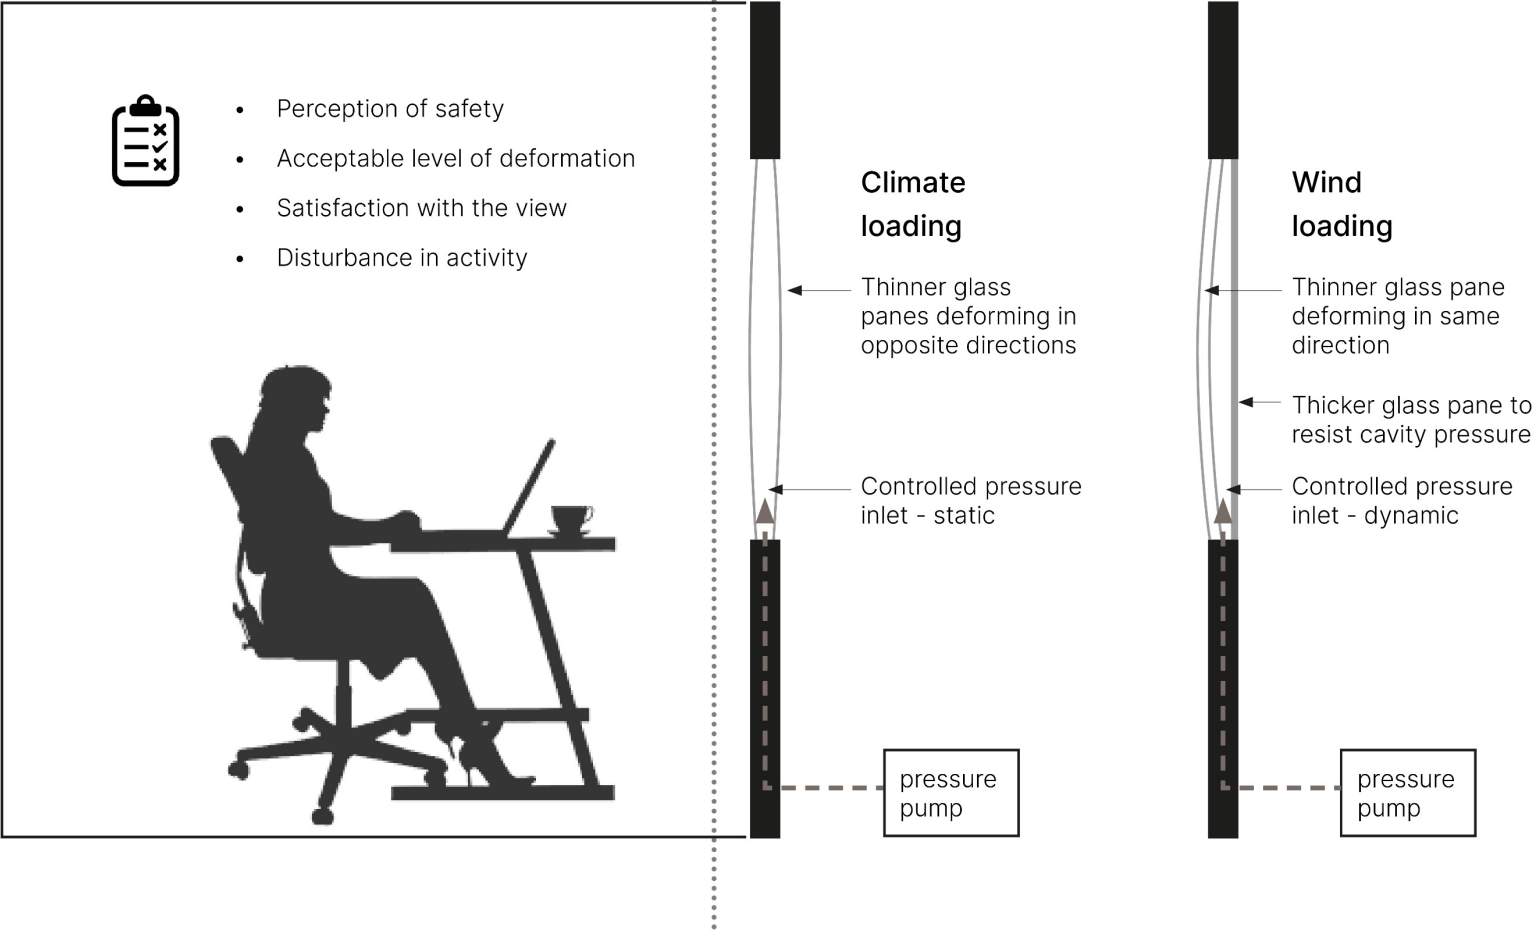 Perception of safety
Acceptable level of deformation
Satisfaction with the view
Disturbance in activity
Climate
loading
Thinner glass
panes deforming in
opposite directions
Controlled pressure
inlet - static
pressure
pump
Wind
loading
Thinner glass pane
deforming in same
direction
Thicker glass pane to
resist cavity pressure
Controlled pressure
inlet - dynamic
pressure
pump